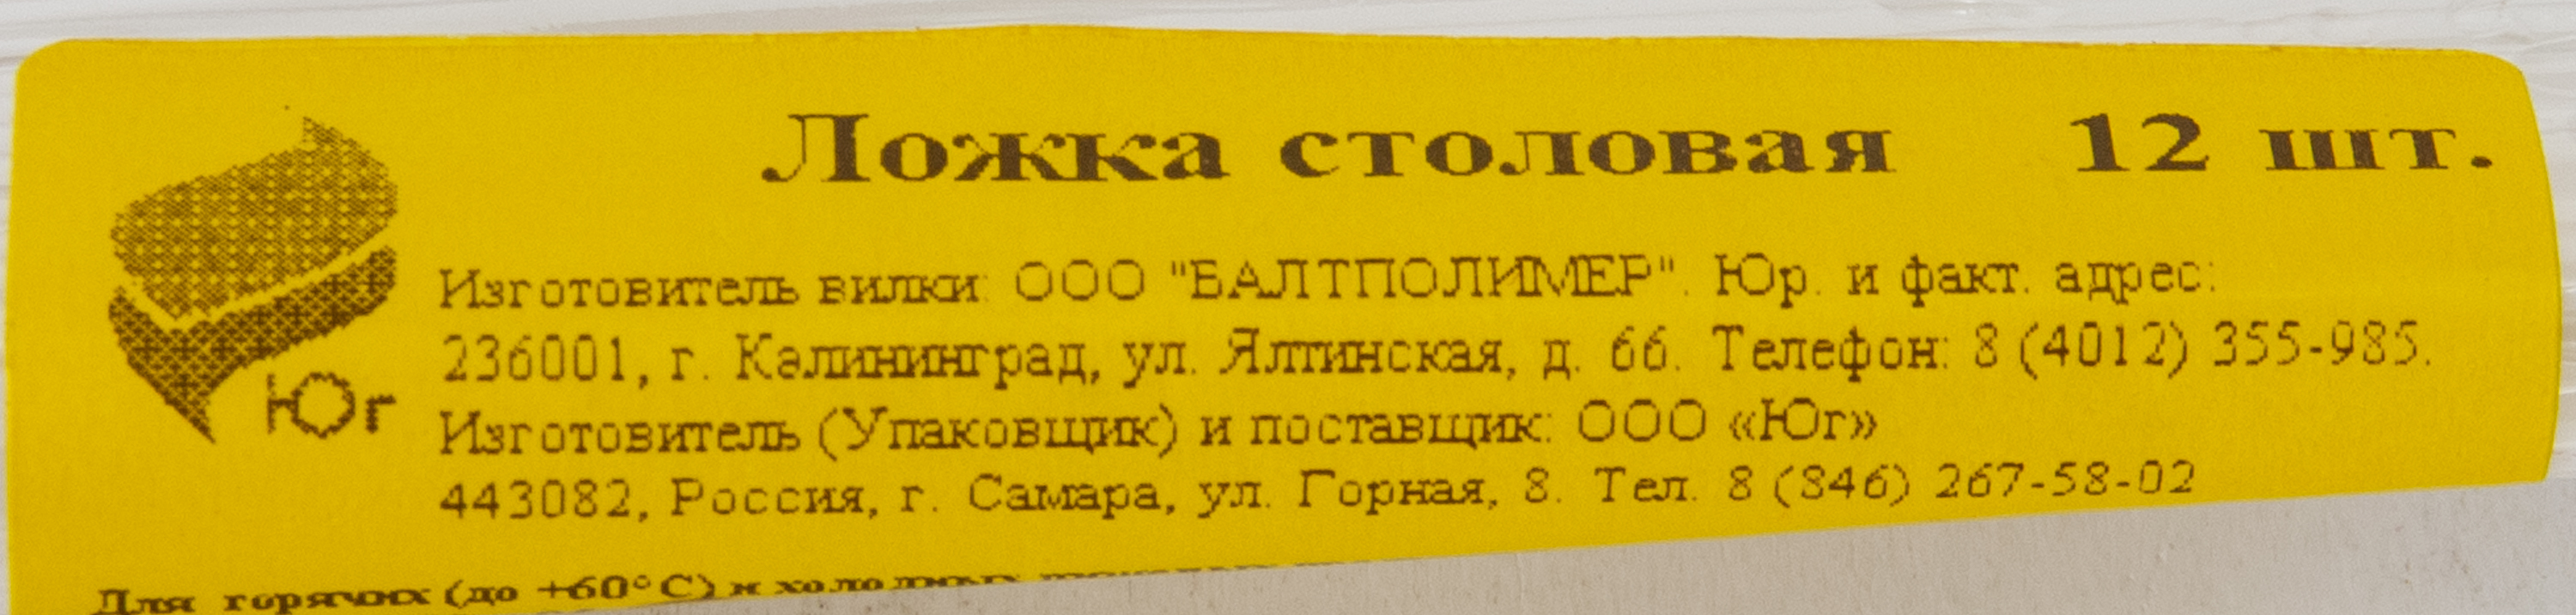 Ложка столовая 12 шт.
Изготовитель вилки: ООО "БАЛТПОЛИМЕР". Юр. и факт. адрес:
236001, г. Калининград, ул. Ялтинская, д. 66. Телефон: 8 (4012) 355-985.
Юг
Изготовитель (Упаковщик) и поставщик: ООО «Юг»
443082, Россия, г. Самара, ул. Горная, 8. Тел. 8 (846) 267-58-02
Для горячих (до +60°С) и холодных